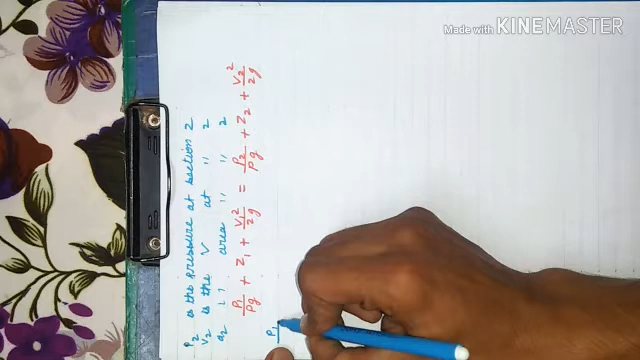 Made with KINEMASTER
P₂ is the pressure at section 2
V₂ is the V at " 2
a₂ " " area " " 2
P₁/ρg + Z₁ + V₁²/2g = P₂/ρg + Z₂ + V₂²/2g
P₁